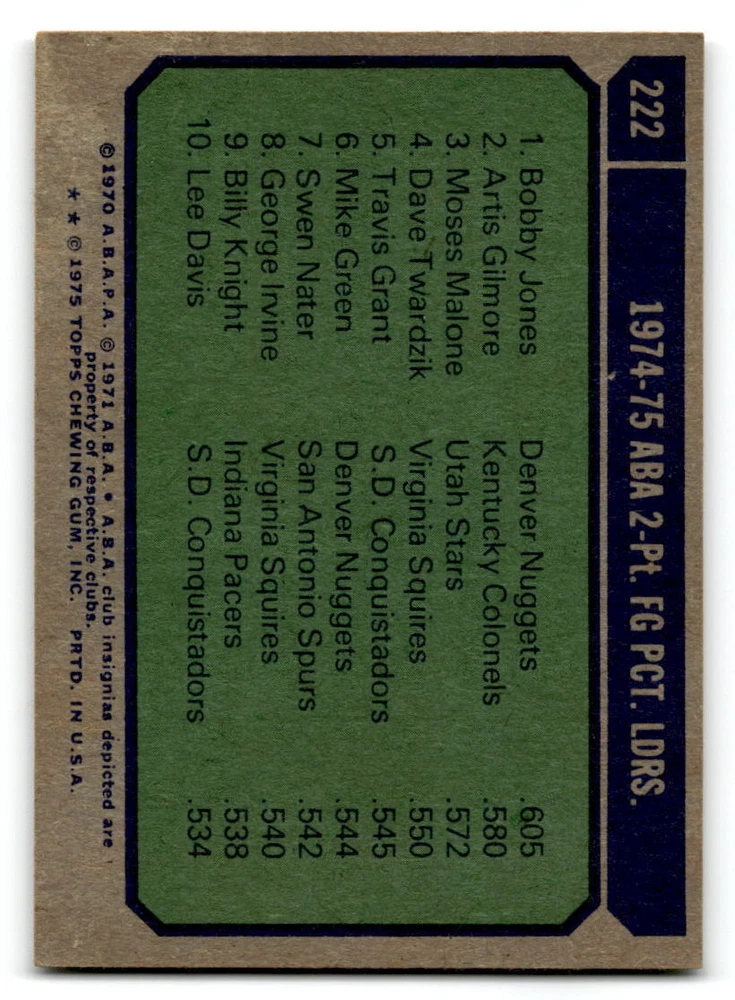 222 1974-75 ABA 2-Pt. FG PCT. LDRS.
1. Bobby Jones Denver Nuggets .605
2. Artis Gilmore Kentucky Colonels .580
3. Moses Malone Utah Stars .572
4. Dave Twardzik Virginia Squires .550
5. Travis Grant S.D. Conquistadors .545
6. Mike Green Denver Nuggets .544
7. Swen Nater San Antonio Spurs .542
8. George Irvine Virginia Squires .540
9. Billy Knight Indiana Pacers .538
10. Lee Davis S.D. Conquistadors .534
©1970 A.B.A.P.A. ©1971 A.B.A. • A.B.A. club insignias depicted are
property of respective clubs.
★ ★ © 1975 TOPPS CHEWING GUM, INC. PRTD. IN U.S.A.